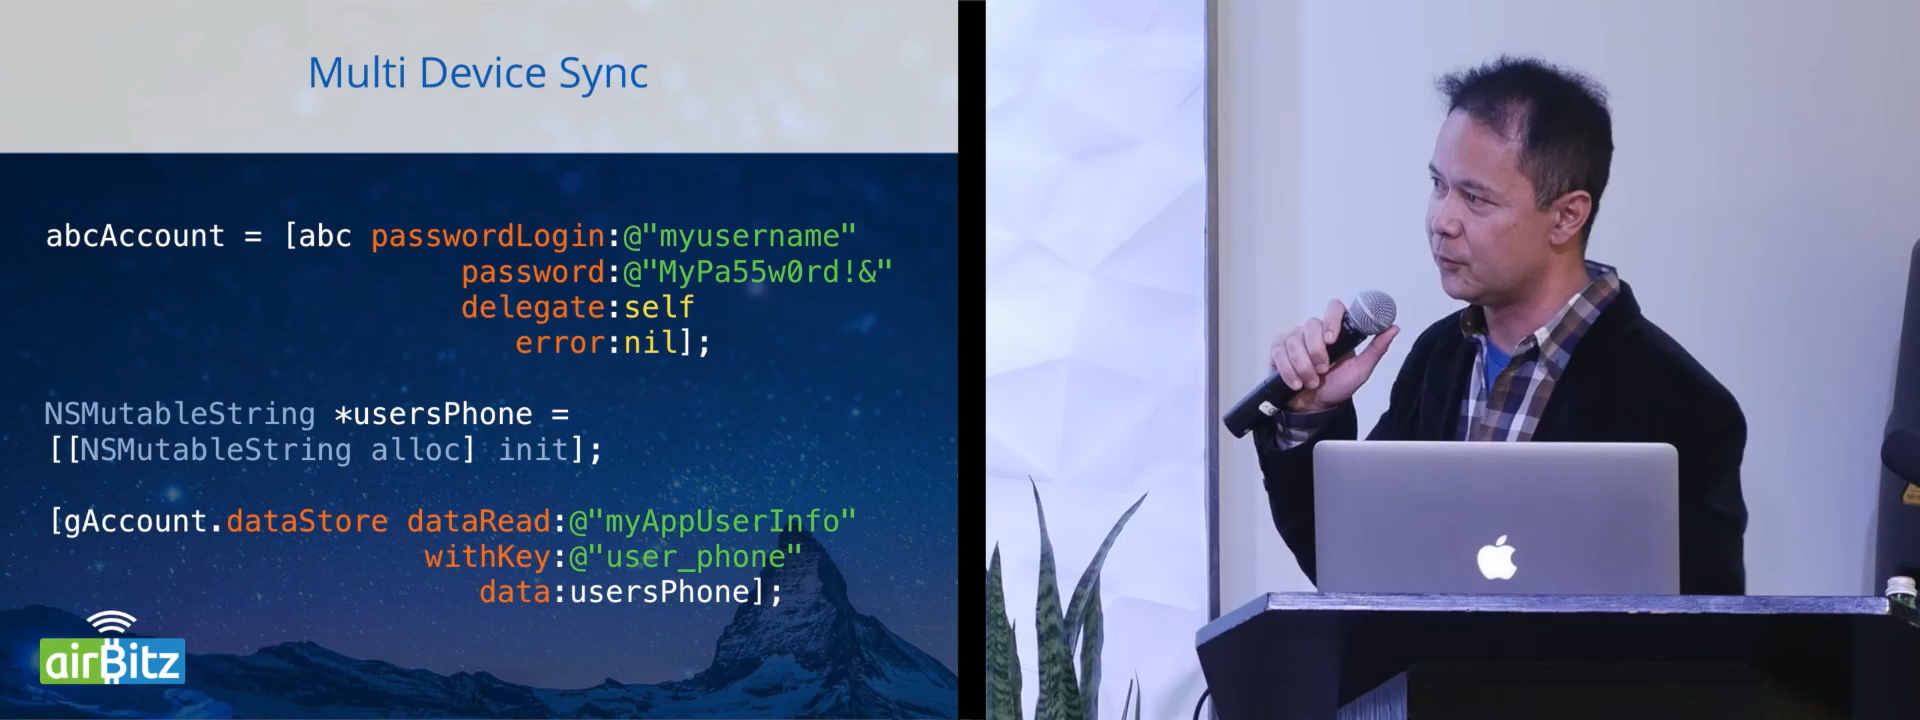 Multi Device Sync
abcAccount = [abc passwordLogin:@"myusername"
password:@"MyPa55w0rd!&"
delegate:self
error:nil];
NSMutableString *usersPhone =
[[NSMutableString alloc] init];
[gAccount.dataStore dataRead:@"myAppUserInfo"
withKey:@"user_phone"
data:usersPhone];
airBitz
12